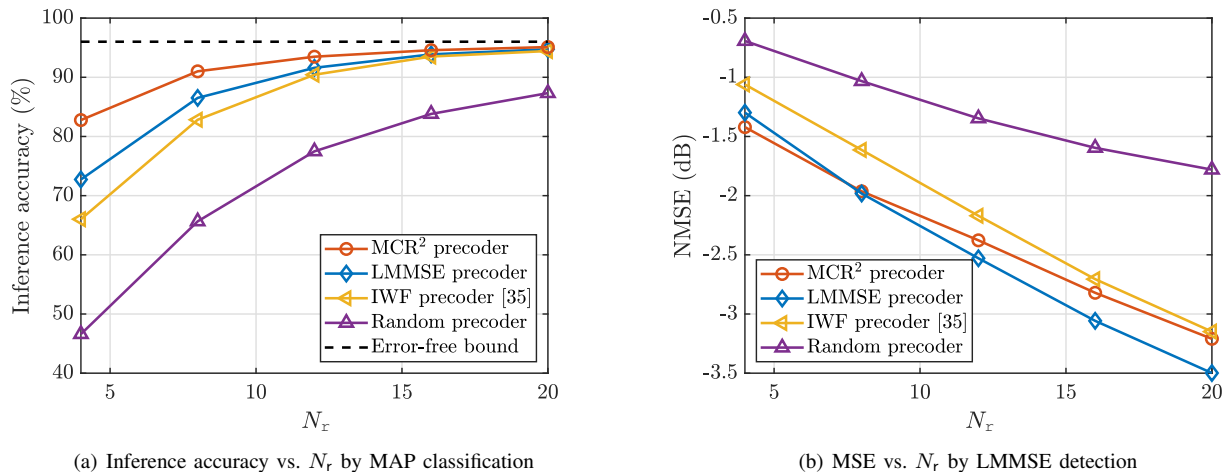 100
90
80
70
60
50
40
Inference accuracy (%)
5
10
15
20
N_r
MCR² precoder
LMMSE precoder
IWF precoder [35]
Random precoder
Error-free bound
(a) Inference accuracy vs. N_r by MAP classification
-0.5
-1
-1.5
-2
-2.5
-3
-3.5
NMSE (dB)
5
10
15
20
N_r
MCR² precoder
LMMSE precoder
IWF precoder [35]
Random precoder
(b) MSE vs. N_r by LMMSE detection